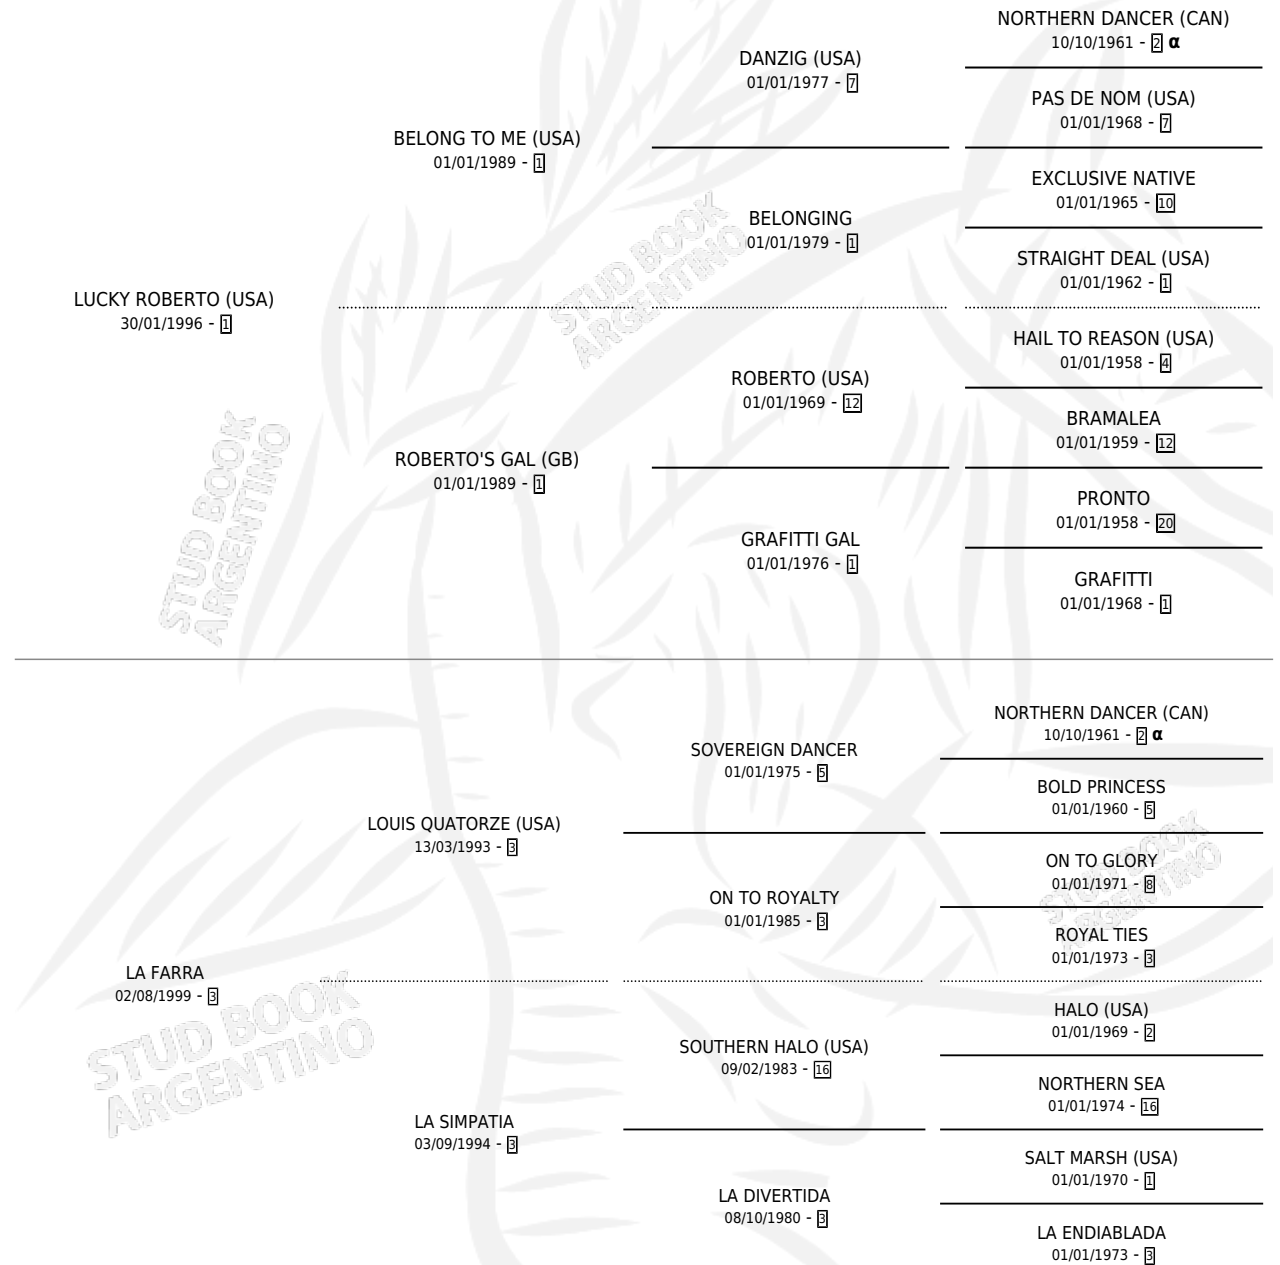 NORTHERN DANCER (CAN)
10/10/1961 - 2 α
DANZIG (USA)
01/01/1977 - 7
PAS DE NOM (USA)
01/01/1968 - 7
BELONG TO ME (USA)
01/01/1989 - 1
EXCLUSIVE NATIVE
01/01/1965 - 10
BELONGING
01/01/1979 - 1
STRAIGHT DEAL (USA)
01/01/1962 - 1
LUCKY ROBERTO (USA)
30/01/1996 - 1
HAIL TO REASON (USA)
01/01/1958 - 4
ROBERTO (USA)
01/01/1969 - 12
BRAMALEA
01/01/1959 - 12
ROBERTO'S GAL (GB)
01/01/1989 - 1
PRONTO
01/01/1958 - 20
GRAFITTI GAL
01/01/1976 - 1
GRAFITTI
01/01/1968 - 1
NORTHERN DANCER (CAN)
10/10/1961 - 2 α
SOVEREIGN DANCER
01/01/1975 - 5
BOLD PRINCESS
01/01/1960 - 5
LOUIS QUATORZE (USA)
13/03/1993 - 3
ON TO GLORY
01/01/1971 - 8
ON TO ROYALTY
01/01/1985 - 3
ROYAL TIES
01/01/1973 - 3
LA FARRA
02/08/1999 - 3
HALO (USA)
01/01/1969 - 2
SOUTHERN HALO (USA)
09/02/1983 - 16
NORTHERN SEA
01/01/1974 - 16
LA SIMPATIA
03/09/1994 - 3
SALT MARSH (USA)
01/01/1970 - 1
LA DIVERTIDA
08/10/1980 - 3
LA ENDIABLADA
01/01/1973 - 3
STUD BOOK
ARGENTINO
STUD BOOK
ARGENTINO
STUD BOOK
ARGENTINO
STUD BOOK
ARGENTINO